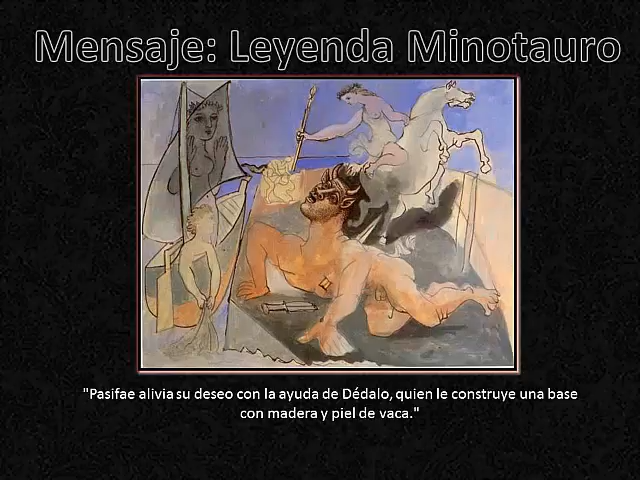 Mensaje: Leyenda Minotauro
"Pasifae alivia su deseo con la ayuda de Dédalo, quien le construye una base
con madera y piel de vaca."